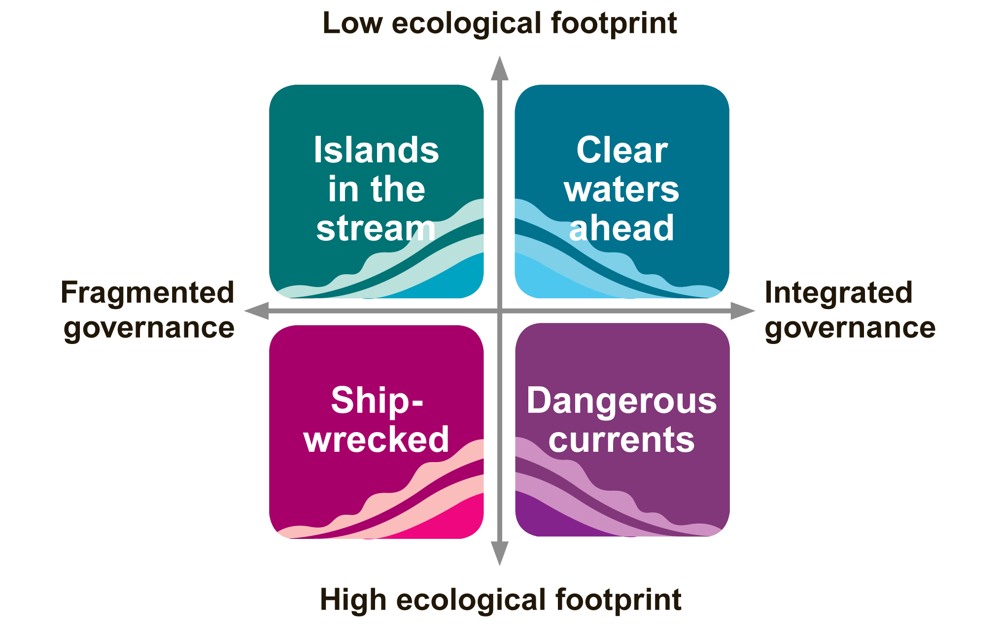 Low ecological footprint
Islands
in the
stream
Clear
waters
ahead
Fragmented
governance
Integrated
governance
Ship-
wrecked
Dangerous
currents
High ecological footprint